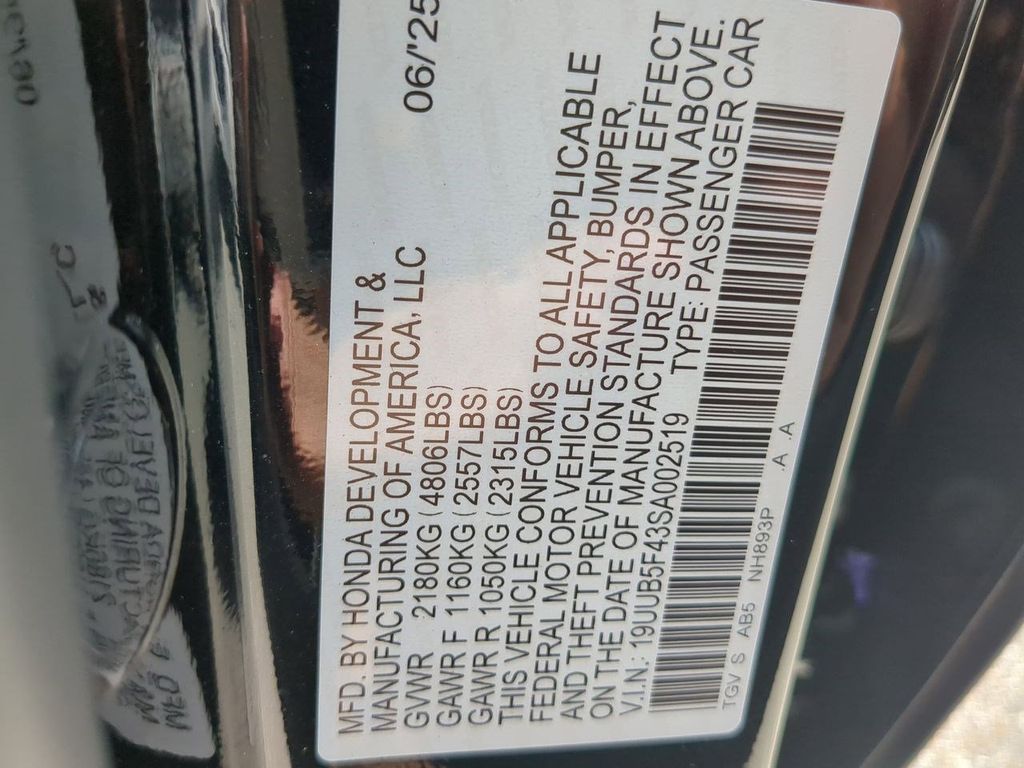 MFD. BY HONDA DEVELOPMENT &
MANUFACTURING OF AMERICA, LLC 06/'25
GVWR 2180KG (4806LBS)
GAWR F 1160KG (2557LBS)
GAWR R 1050KG (2315LBS)
THIS VEHICLE CONFORMS TO ALL APPLICABLE
FEDERAL MOTOR VEHICLE SAFETY, BUMPER,
AND THEFT PREVENTION STANDARDS IN EFFECT
ON THE DATE OF MANUFACTURE SHOWN ABOVE.
V.I.N.: 19UUB5F43SA002519 TYPE: PASSENGER CAR
TGV S AB5 NH893P .A .A